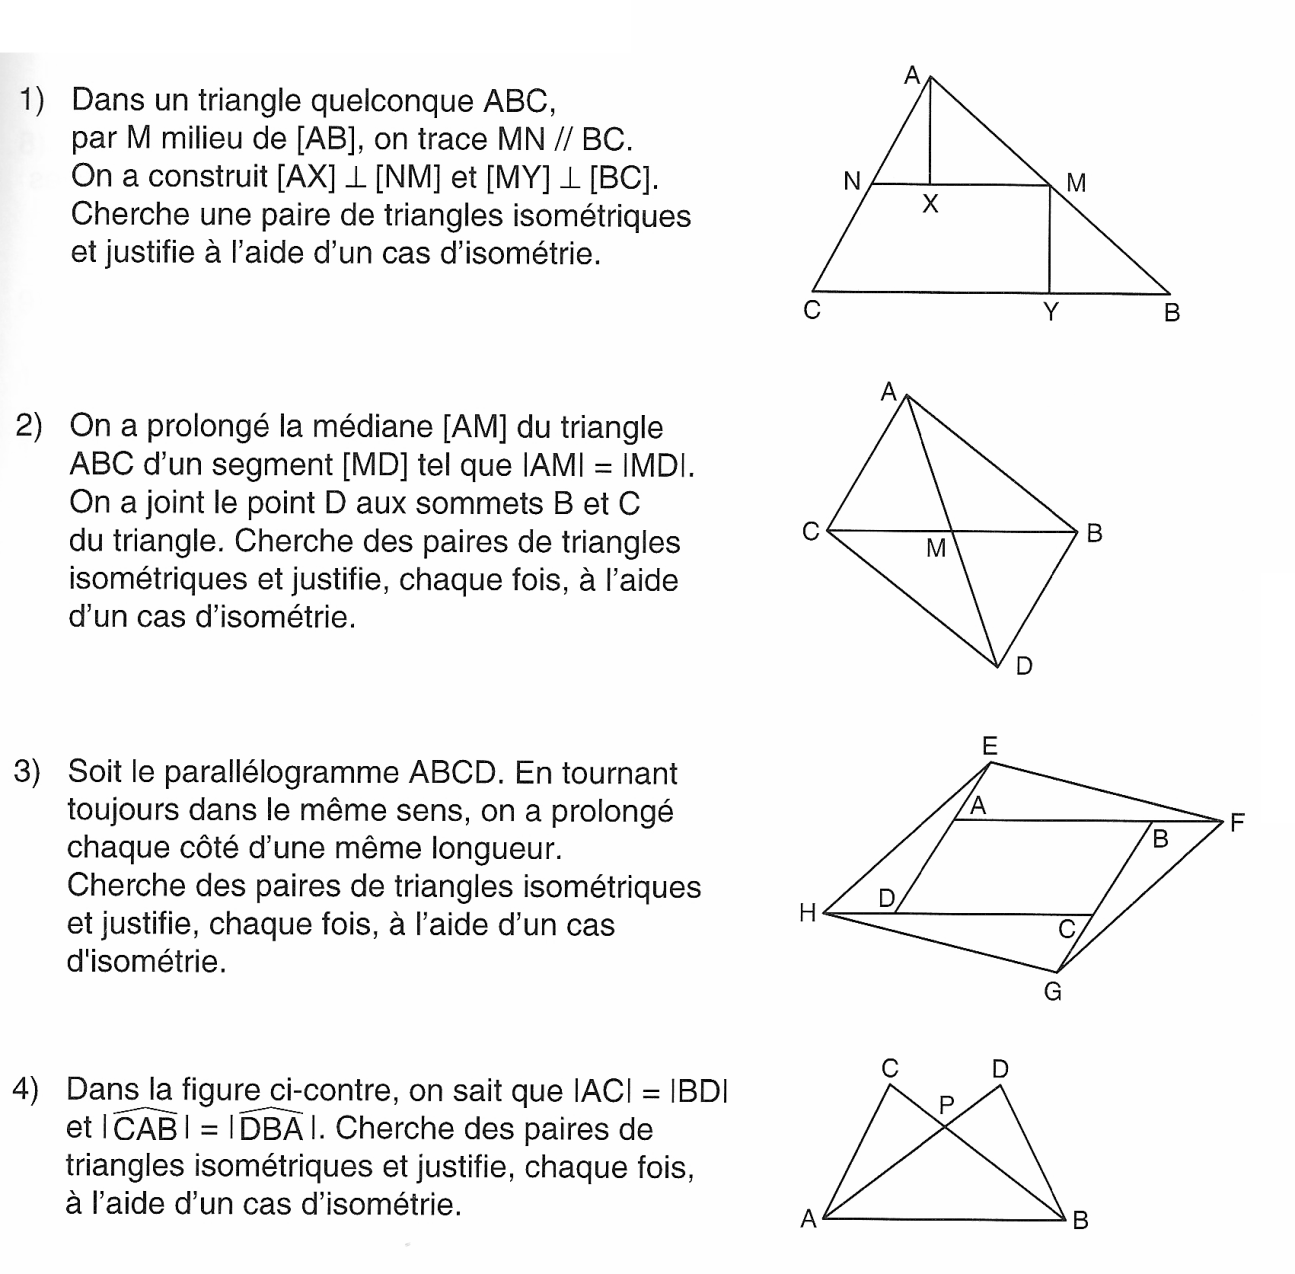 1) Dans un triangle quelconque ABC,
par M milieu de [AB], on trace MN // BC.
On a construit [AX] ⊥ [NM] et [MY] ⊥ [BC].
Cherche une paire de triangles isométriques
et justifie à l'aide d'un cas d'isométrie.
A
N
M
X
C
Y
B
2) On a prolongé la médiane [AM] du triangle
ABC d'un segment [MD] tel que |AM| = |MD|.
On a joint le point D aux sommets B et C
du triangle. Cherche des paires de triangles
isométriques et justifie, chaque fois, à l'aide
d'un cas d'isométrie.
A
C
M
B
D
3) Soit le parallélogramme ABCD. En tournant
toujours dans le même sens, on a prolongé
chaque côté d'une même longueur.
Cherche des paires de triangles isométriques
et justifie, chaque fois, à l'aide d'un cas
d'isométrie.
E
A
F
B
D
H
C
G
4) Dans la figure ci-contre, on sait que |AC| = |BD|
et |CAB| = |DBA|. Cherche des paires de
triangles isométriques et justifie, chaque fois,
à l'aide d'un cas d'isométrie.
C
D
P
A
B